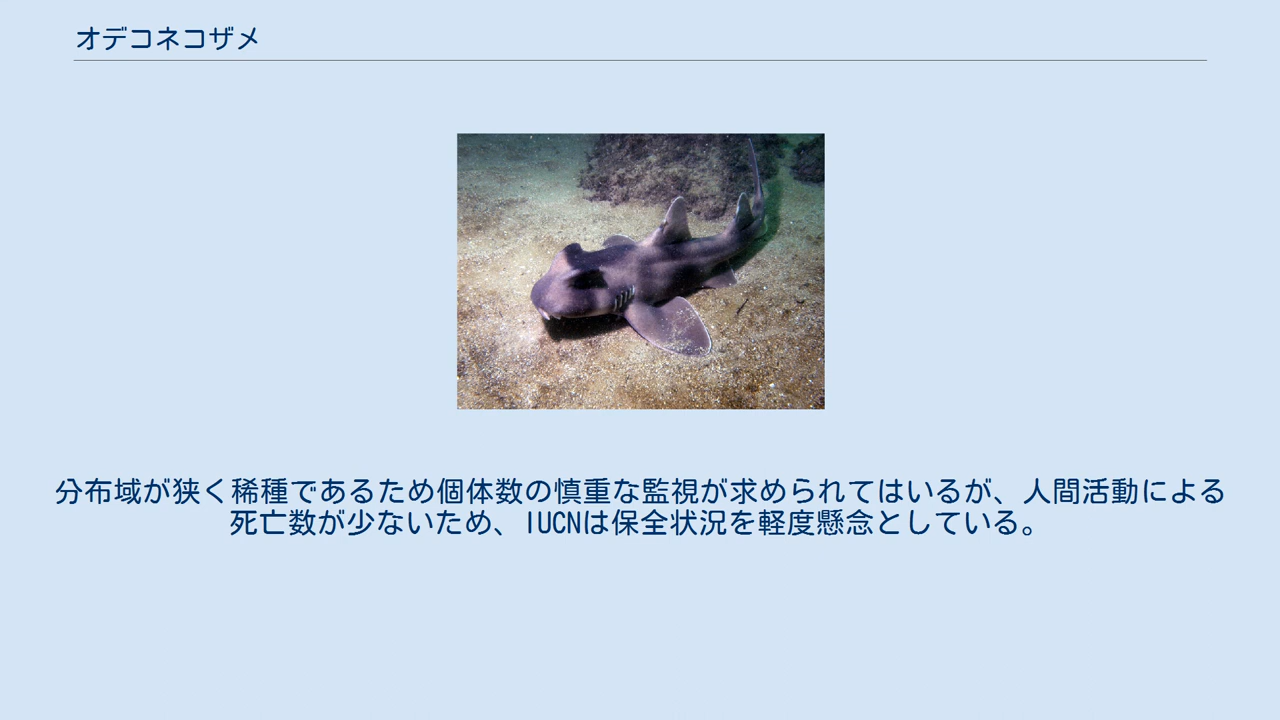 オデコネコザメ
分布域が狭く稀種であるため個体数の慎重な監視が求められてはいるが、人間活動による
死亡数が少ないため、IUCNは保全状況を軽度懸念としている。